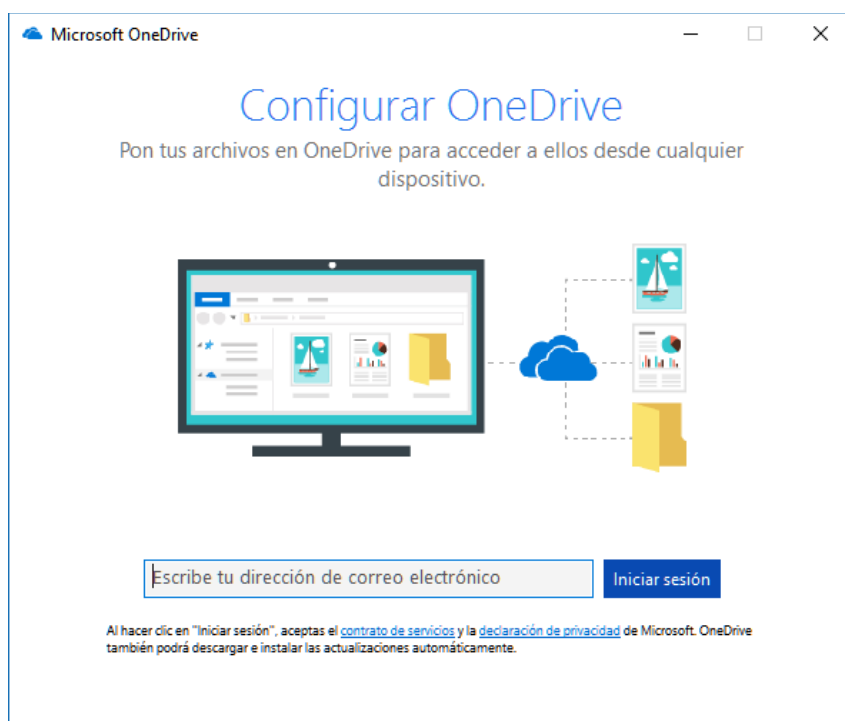 Microsoft OneDrive
Configurar OneDrive
Pon tus archivos en OneDrive para acceder a ellos desde cualquier
dispositivo.
Escribe tu dirección de correo electrónico
Iniciar sesión
Al hacer clic en "Iniciar sesión", aceptas el contrato de servicios y la declaración de privacidad de Microsoft. OneDrive
también podrá descargar e instalar las actualizaciones automáticamente.